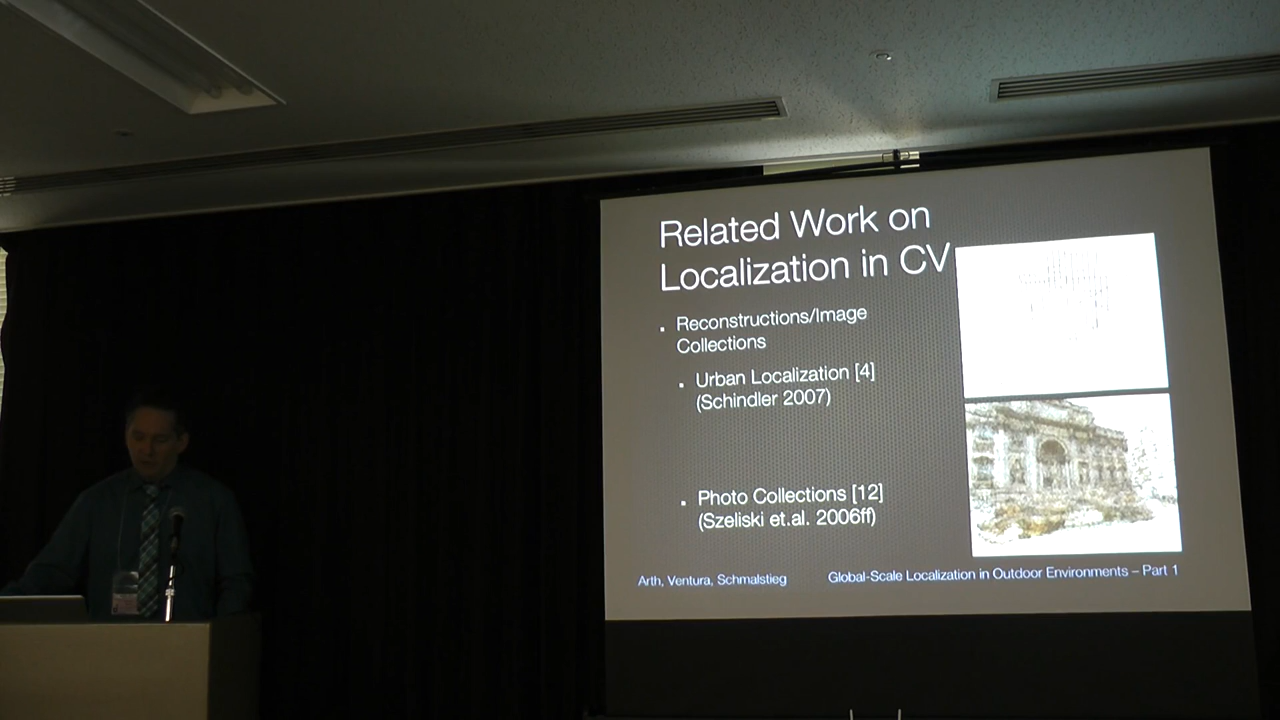 Related Work on
Localization in CV
Reconstructions/Image
Collections
Urban Localization [4]
(Schindler 2007)
Photo Collections [12]
(Szeliski et.al. 2006ff)
Arth, Ventura, Schmalstieg
Global-Scale Localization in Outdoor Environments – Part 1